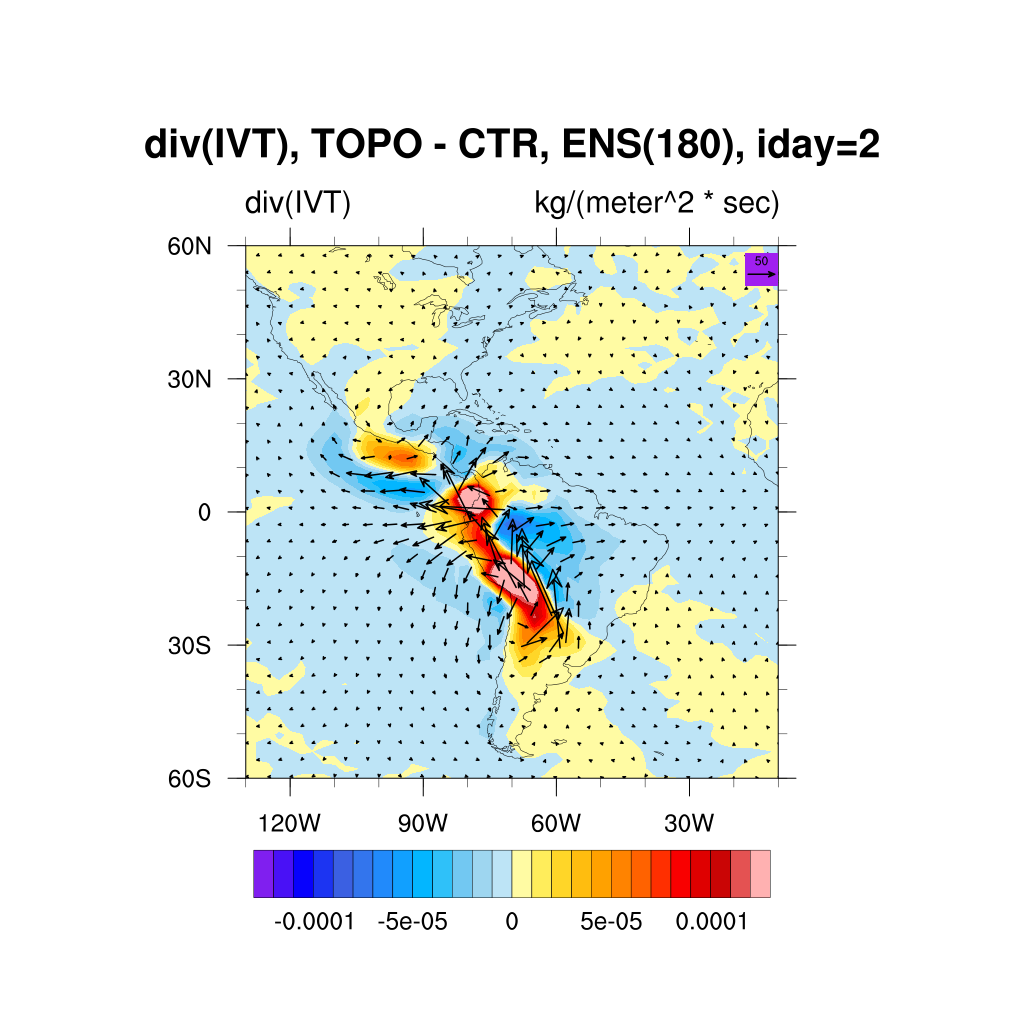 div(IVT), TOPO - CTR, ENS(180), iday=2
div(IVT) kg/(meter^2 * sec)
60N
50
30N
0
30S
60S
120W 90W 60W 30W
-0.0001 -5e-05 0 5e-05 0.0001